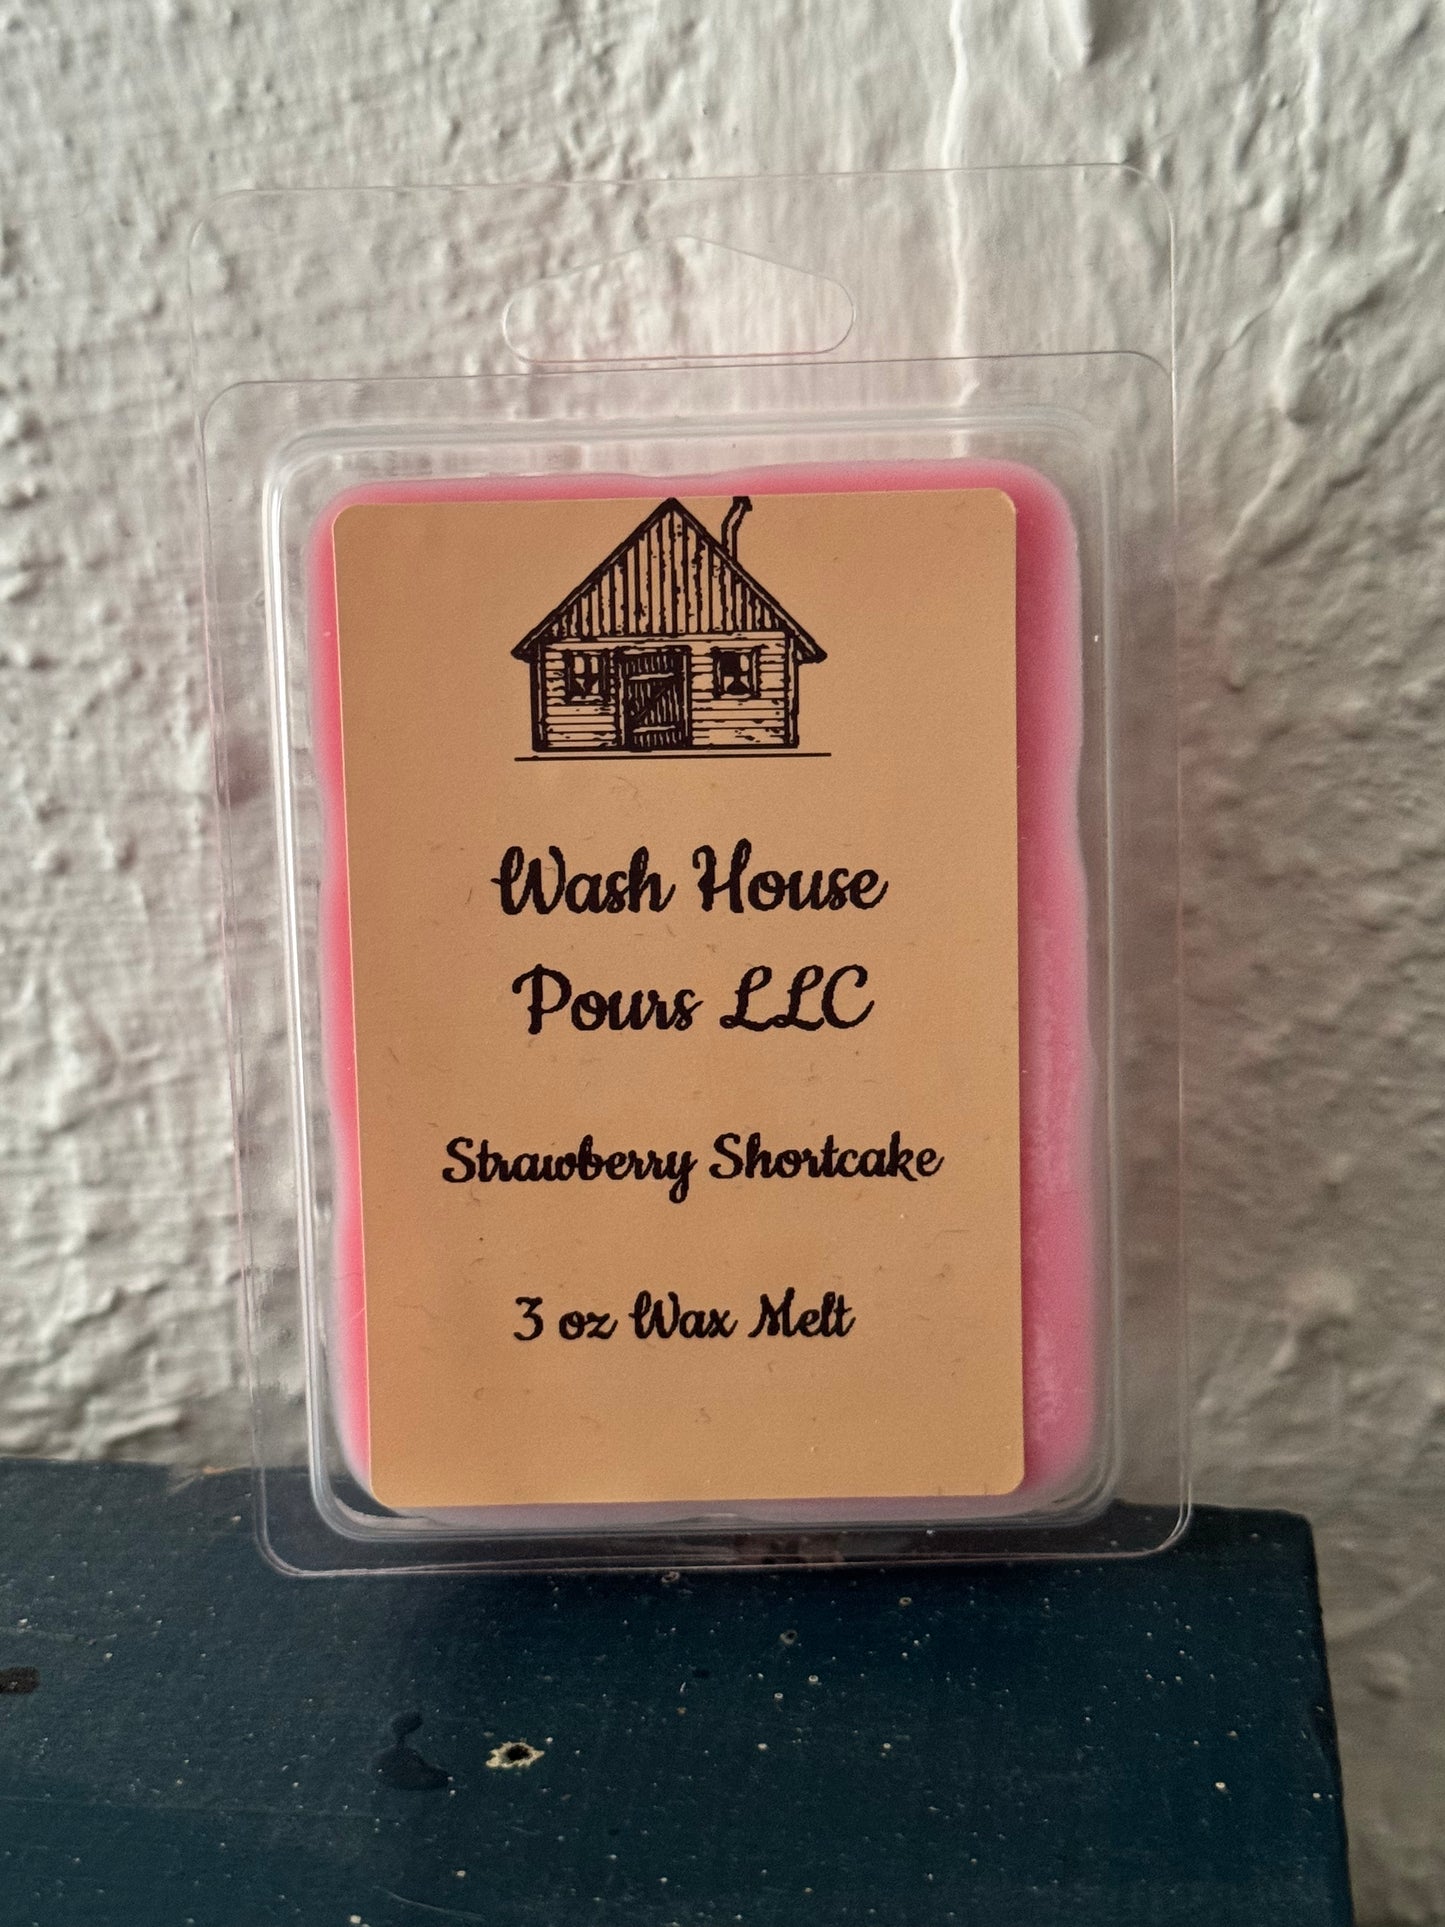 Wash House
Pours LLC
Strawberry Shortcake
3 oz Wax Melt